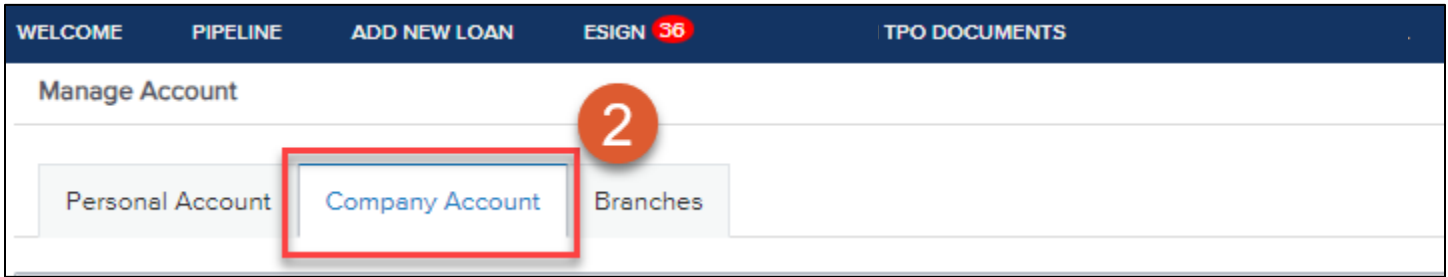 WELCOME PIPELINE ADD NEW LOAN ESIGN 36 TPO DOCUMENTS
Manage Account
2
Personal Account Company Account Branches